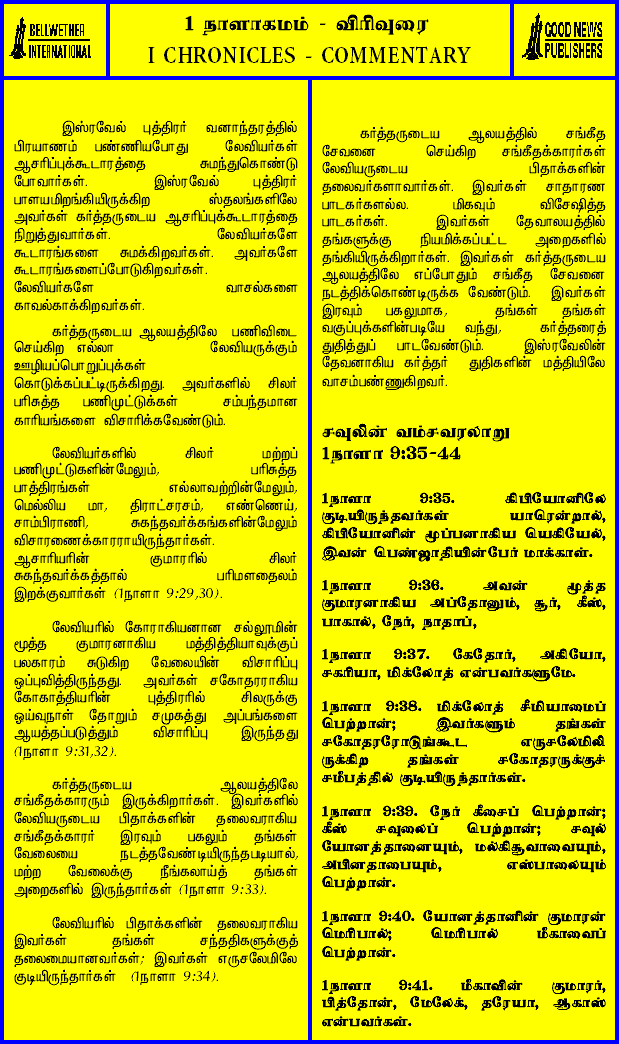 BELLWETHER
INTERNATIONAL
1 நாளாகமம் - விரிவுரை
I CHRONICLES - COMMENTARY
GOOD NEWS
PUBLISHERS
இஸ்ரவேல் புத்திரர் வனாந்தரத்தில்
பிரயாணம் பண்ணியபோது லேவியர்கள்
ஆசரிப்புக்கூடாரத்தை சுமந்துகொண்டு
போவார்கள். இஸ்ரவேல் புத்திரர்
பாளயமிறங்கியிருக்கிற ஸ்தலங்களிலே
அவர்கள் கர்த்தருடைய ஆசரிப்புக்கூடாரத்தை
நிறுத்துவார்கள். லேவியர்களே
கூடாரங்களை சுமக்கிறவர்கள். அவர்களே
கூடாரங்களைப்போடுகிறவர்கள்.
லேவியர்களே வாசல்களை
காவல்காக்கிறவர்கள்.
கர்த்தருடைய ஆலயத்திலே பணிவிடை
செய்கிற எல்லா லேவியருக்கும்
ஊழியப்பொறுப்புக்கள்
கொடுக்கப்பட்டிருக்கிறது. அவர்களில் சிலர்
பரிசுத்த பணிமுட்டுக்கள் சம்பந்தமான
காரியங்களை விசாரிக்கவேண்டும்.
லேவியர்களில் சிலர் மற்றப்
பணிமுட்டுகளின்மேலும், பரிசுத்த
பாத்திரங்கள் எல்லாவற்றின்மேலும்,
மெல்லிய மா, திராட்சரசம், எண்ணெய்,
சாம்பிராணி, சுகந்தவர்க்கங்களின்மேலும்
விசாரணைக்காரராயிருந்தார்கள்.
ஆசாரியரின் குமாரரில் சிலர்
சுகந்தவர்க்கத்தால் பரிமளதைலம்
இறக்குவார்கள் (1நாளா 9:29,30).
லேவியரில் கோராகியனான சல்லூமின்
மூத்த குமாரனாகிய மத்தித்தியாவுக்குப்
பலகாரம் சுடுகிற வேலையின் விசாரிப்பு
ஒப்புவித்திருந்தது. அவர்கள் சகோதரராகிய
கோகாத்தியரின் புத்திரரில் சிலருக்கு
ஓய்வுநாள் தோறும் சமுகத்து அப்பங்களை
ஆயத்தப்படுத்தும் விசாரிப்பு இருந்தது
(1நாளா 9:31,32).
கர்த்தருடைய ஆலயத்திலே
சங்கீதக்காரரும் இருக்கிறார்கள். இவர்களில்
லேவியருடைய பிதாக்களின் தலைவராகிய
சங்கீதக்காரர் இரவும் பகலும் தங்கள்
வேலையை நடத்தவேண்டியிருந்தபடியால்,
மற்ற வேலைக்கு நீங்கலாய்த் தங்கள்
அறைகளில் இருந்தார்கள் (1நாளா 9:33).
லேவியரில் பிதாக்களின் தலைவராகிய
இவர்கள் தங்கள் சந்ததிகளுக்குத்
தலைமையானவர்கள்; இவர்கள் எருசலேமிலே
குடியிருந்தார்கள் (1நாளா 9:34).
கர்த்தருடைய ஆலயத்தில் சங்கீத
சேவனை செய்கிற சங்கீதக்காரர்கள்
லேவியருடைய பிதாக்களின்
தலைவர்களாவார்கள். இவர்கள் சாதாரண
பாடகர்களல்ல. மிகவும் விசேஷித்த
பாடகர்கள். இவர்கள் தேவாலயத்தில்
தங்களுக்கு நியமிக்கப்பட்ட அறைகளில்
தங்கியிருக்கிறார்கள். இவர்கள் கர்த்தருடைய
ஆலயத்திலே எப்போதும் சங்கீத சேவனை
நடத்திக்கொண்டிருக்க வேண்டும். இவர்கள்
இரவும் பகலுமாக, தங்கள் தங்கள்
வகுப்புக்களின்படியே வந்து, கர்த்தரைத்
துதித்துப் பாடவேண்டும். இஸ்ரவேலின்
தேவனாகிய கர்த்தர் துதிகளின் மத்தியிலே
வாசம்பண்ணுகிறவர்.
சவுலின் வம்சவரலாறு
1நாளா 9:35-44
1நாளா 9:35. கிபியோனிலே
குடியிருந்தவர்கள் யாரென்றால்,
கிபியோனின் மூப்பனாகிய யெகியேல்,
இவன் பெண்ஜாதியின்பேர் மாக்காள்.
1நாளா 9:36. அவன் மூத்த
குமாரனாகிய அப்தோனும், சூர், கீஸ்,
பாகால், நேர், நாதாப்,
1நாளா 9:37. கேதோர், அகியோ,
சகரியா, மிக்லோத் என்பவர்களுமே.
1நாளா 9:38. மிக்லோத் சீமியாமைப்
பெற்றான்; இவர்களும் தங்கள்
சகோதரரோடுங்கூட எருசலேமிலி
ருக்கிற தங்கள் சகோதரருக்குச்
சமீபத்தில் குடியிருந்தார்கள்.
1நாளா 9:39. நேர் கீசைப் பெற்றான்;
கீஸ் சவுலைப் பெற்றான்; சவுல்
யோனத்தானையும், மல்கிசூவாவையும்,
அபினதாபையும், எஸ்பாலையும்
பெற்றான்.
1நாளா 9:40. யோனத்தானின் குமாரன்
மெரிபால்; மெரிபால் மீகாவைப்
பெற்றான்.
1நாளா 9:41. மீகாவின் குமாரர்,
பித்தோன், மேலேக், தரேயா, ஆகாஸ்
என்பவர்கள்.